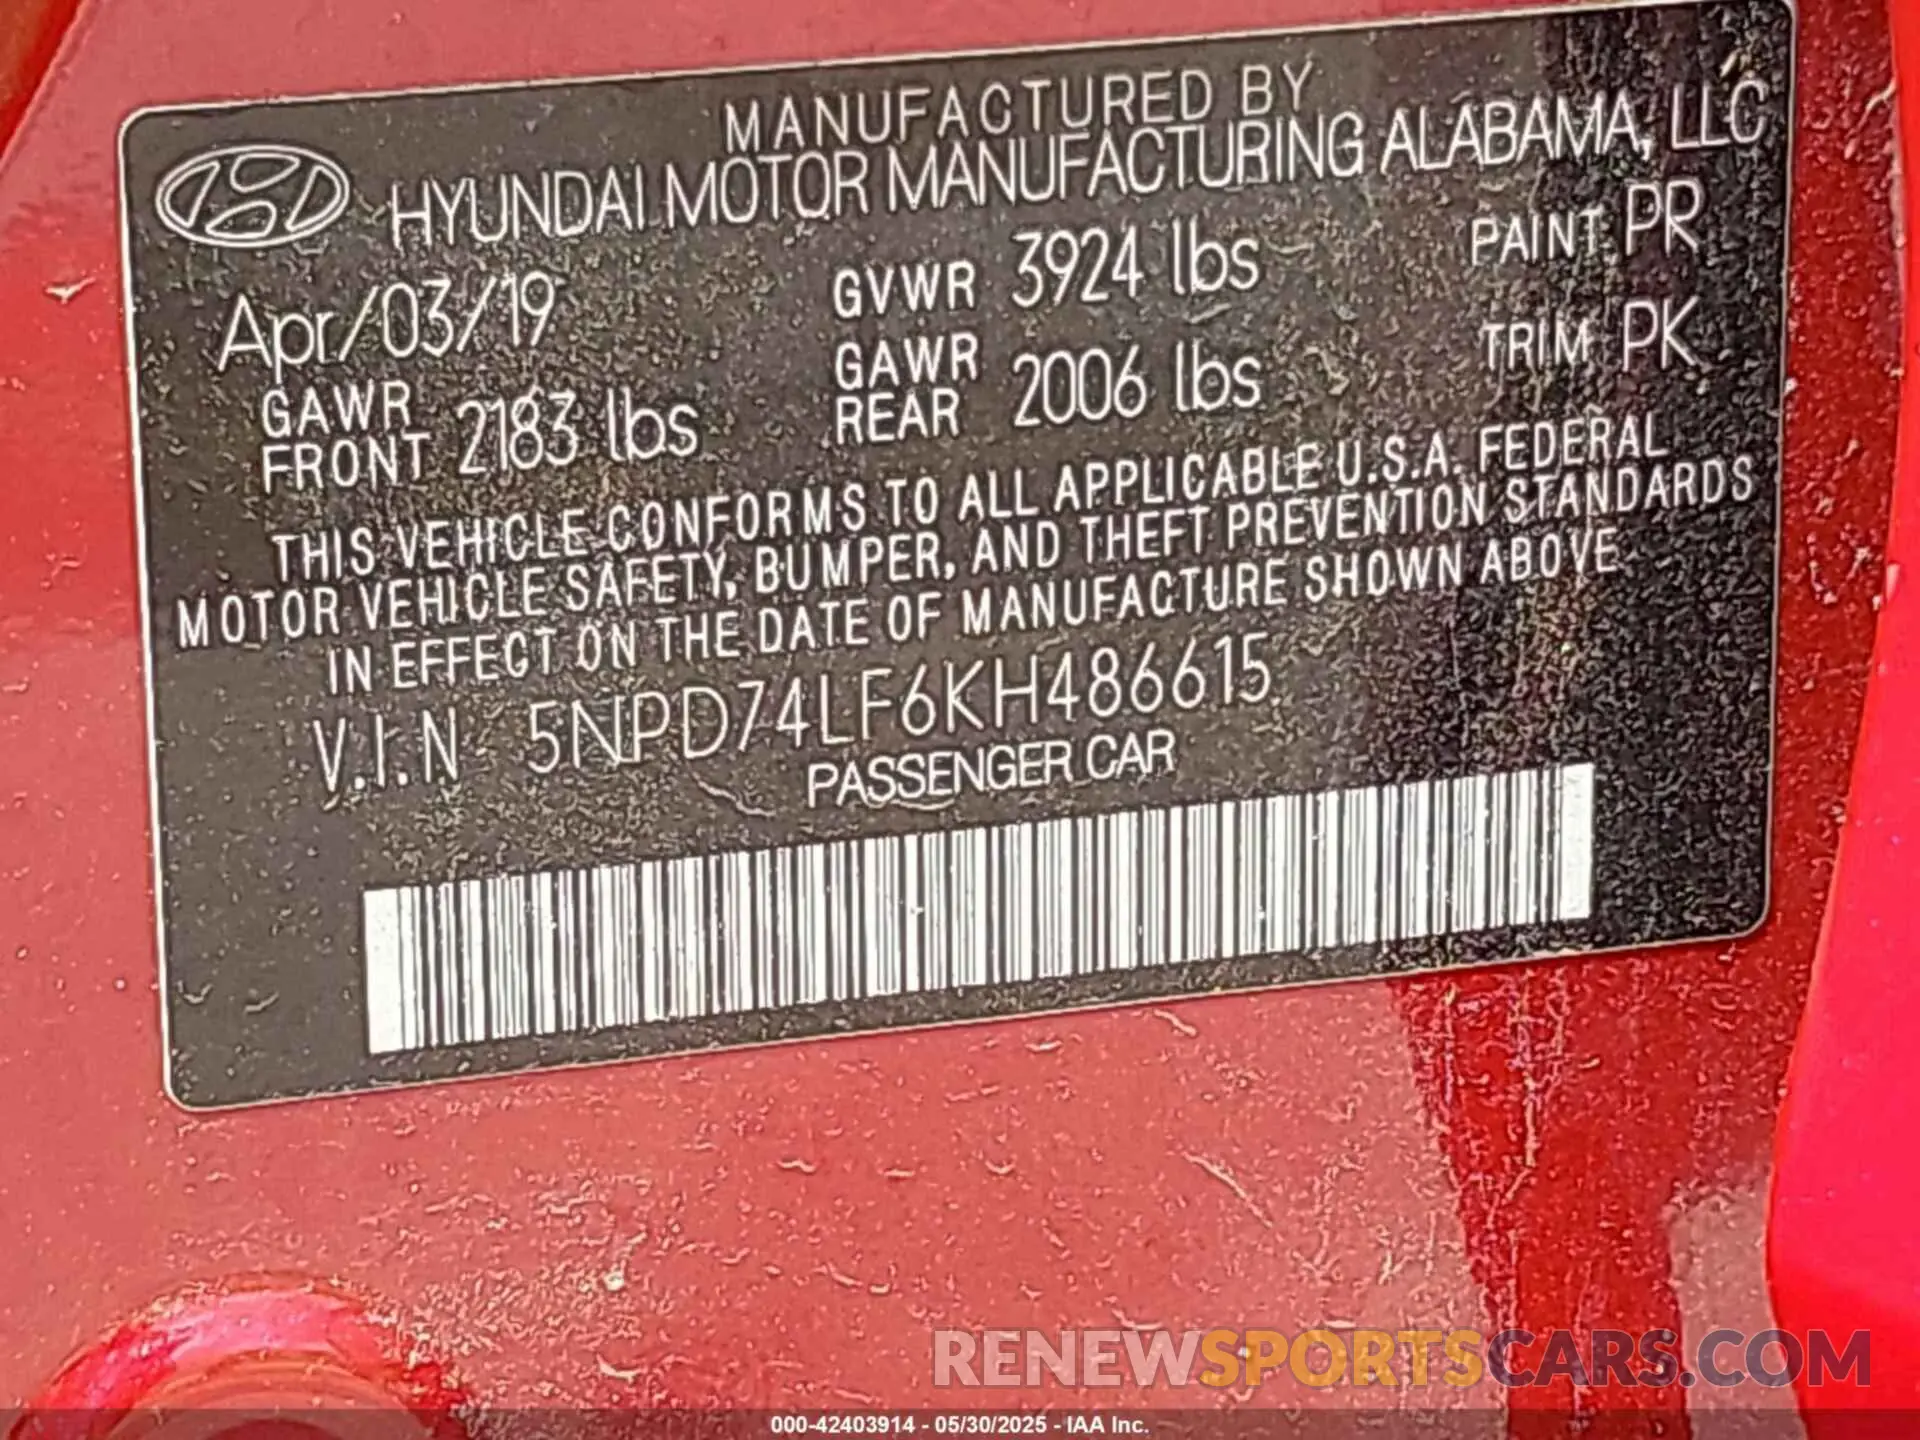 MANUFACTURED BY
HYUNDAI MOTOR MANUFACTURING ALABAMA, LLC
Apr/03/19 GVWR 3924 lbs PAINT PR
GAWR FRONT 2183 lbs GAWR REAR 2006 lbs TRIM PK
THIS VEHICLE CONFORMS TO ALL APPLICABLE U.S.A. FEDERAL
MOTOR VEHICLE SAFETY, BUMPER, AND THEFT PREVENTION STANDARDS
IN EFFECT ON THE DATE OF MANUFACTURE SHOWN ABOVE
V.I.N 5NPD74LF6KH486615
PASSENGER CAR
RENEWSPORTSCARS.COM
000-42403914 - 05/30/2025 - IAA Inc.